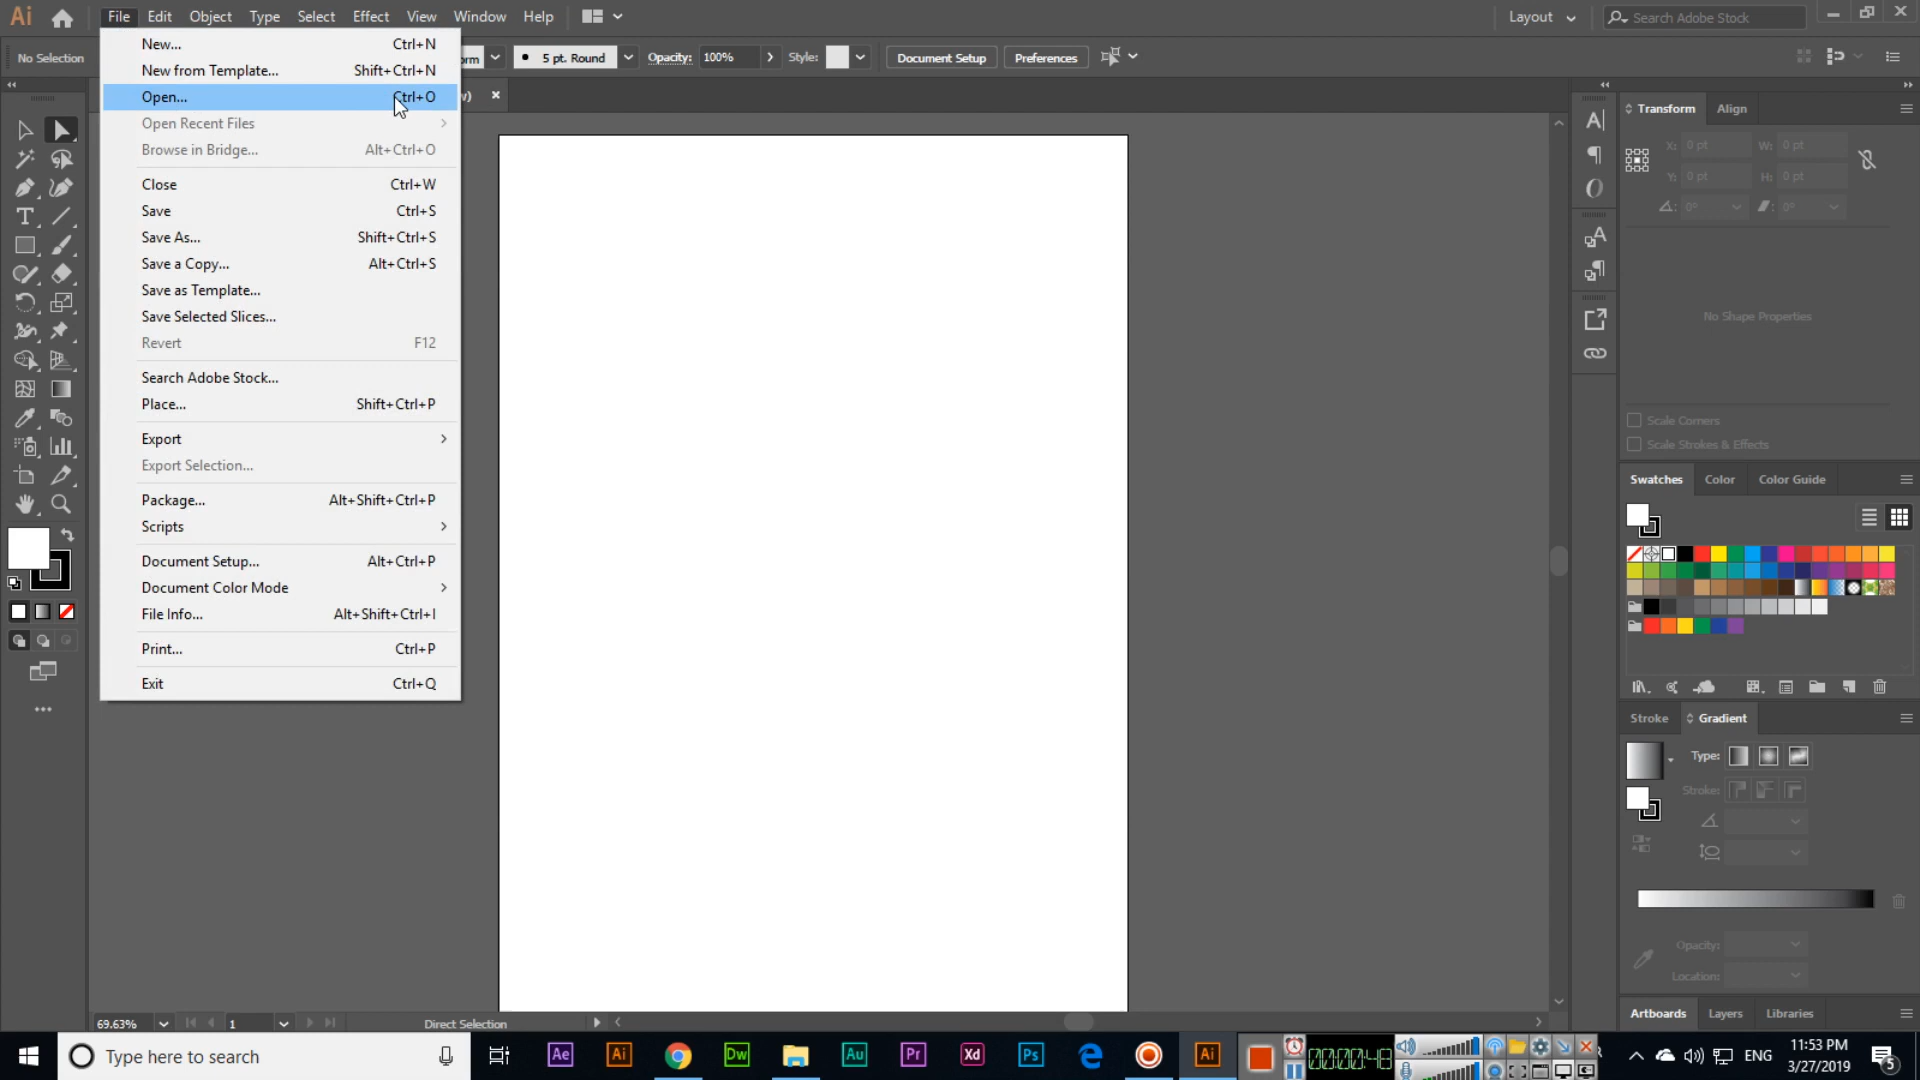 Ai File Edit Object Type Select Effect View Window Help Layout Search Adobe Stock
No Selection 5 pt. Round Opacity: 100% Style: Document Setup Preferences
New... Ctrl+N
New from Template... Shift+Ctrl+N
Open... Ctrl+O
Open Recent Files
Browse in Bridge... Alt+Ctrl+O
Close Ctrl+W
Save Ctrl+S
Save As... Shift+Ctrl+S
Save a Copy... Alt+Ctrl+S
Save as Template...
Save Selected Slices...
Revert F12
Search Adobe Stock...
Place... Shift+Ctrl+P
Export
Export Selection...
Package... Alt+Shift+Ctrl+P
Scripts
Document Setup... Alt+Ctrl+P
Document Color Mode
File Info... Alt+Shift+Ctrl+I
Print... Ctrl+P
Exit Ctrl+Q
Transform Align
X: 0 pt W: 0 pt
Y: 0 pt H: 0 pt
0° 0°
No Shape Properties
Scale Corners
Scale Strokes & Effects
Swatches Color Color Guide
Stroke Gradient
Type:
Stroke:
Opacity:
Location:
Artboards Layers Libraries
69.63% 1 Direct Selection
Type here to search Ae Ai Dw Au Pr Xd Ps Ai 00:00:48 ENG 11:53 PM
3/27/2019 5